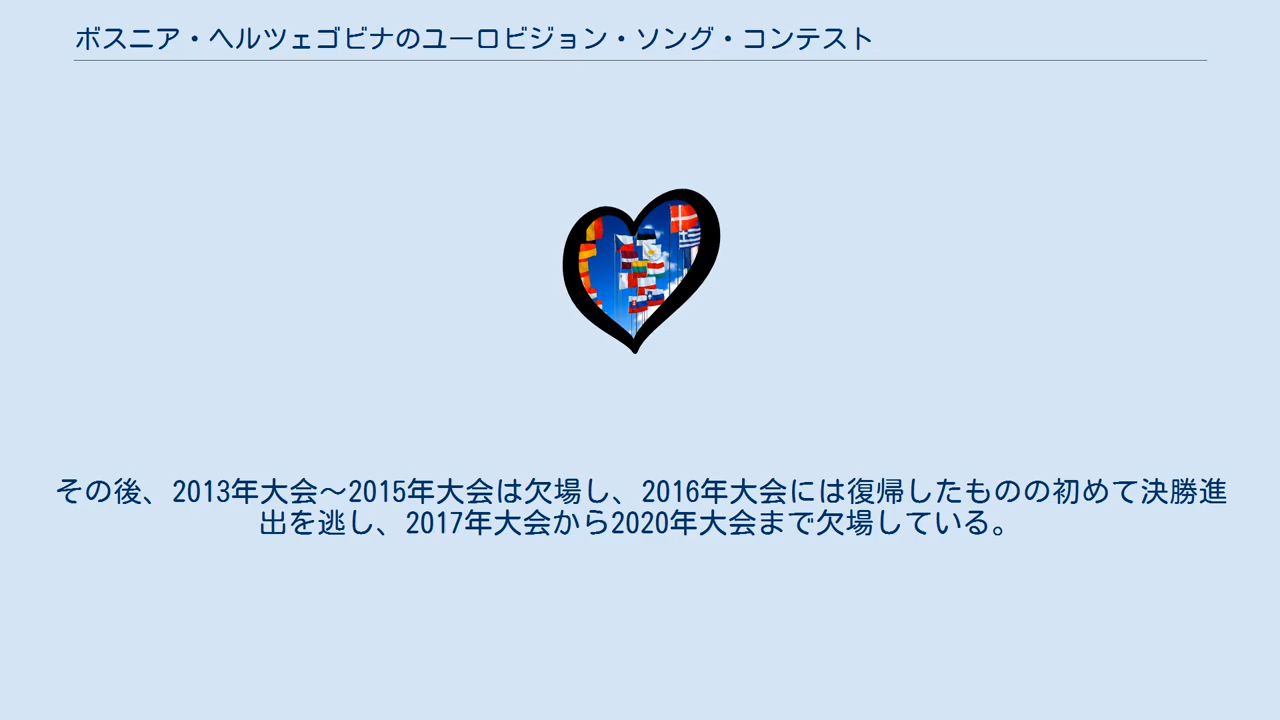 ボスニア・ヘルツェゴビナのユーロビジョン・ソング・コンテスト
その後、2013年大会～2015年大会は欠場し、2016年大会には復帰したものの初めて決勝進
出を逃し、2017年大会から2020年大会まで欠場している。